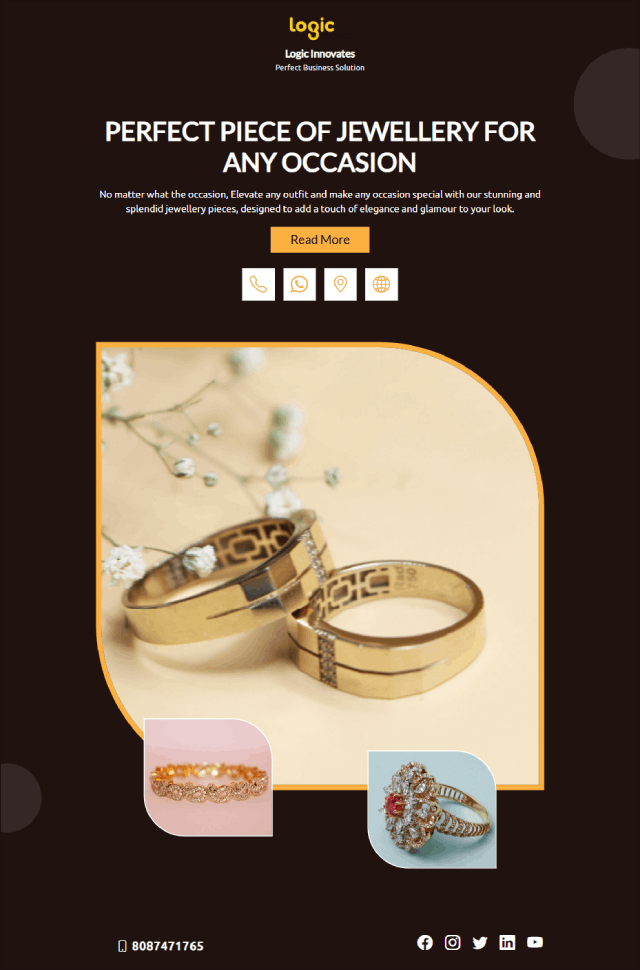 logic
Logic Innovates
Perfect Business Solution
PERFECT PIECE OF JEWELLERY FOR
ANY OCCASION
No matter what the occasion, Elevate any outfit and make any occasion special with our stunning and
splendid jewellery pieces, designed to add a touch of elegance and glamour to your look.
Read More
750
8087471765